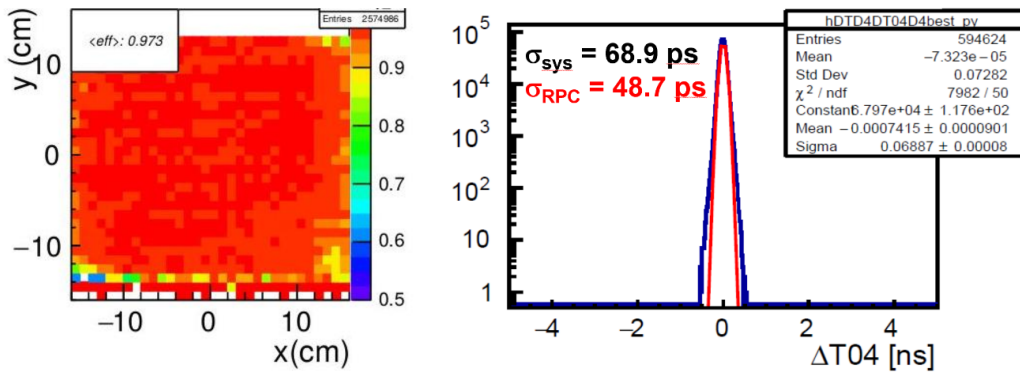 y(cm)
10
0
−10
−10
0
10
x(cm)
<eff>: 0.973
Entries 2574986
0.9
0.8
0.7
0.6
0.5
10⁵
10⁴
10³
10²
10
1
−4
−2
0
2
4
ΔT04 [ns]
σsys = 68.9 ps
σRPC = 48.7 ps
hDTD4DT04D4best_py
Entries 594624
Mean −7.323e−05
Std Dev 0.07282
χ² / ndf 7982 / 50
Constant 6.797e+04 ± 1.176e+02
Mean −0.0007415 ± 0.0000901
Sigma 0.06887 ± 0.00008